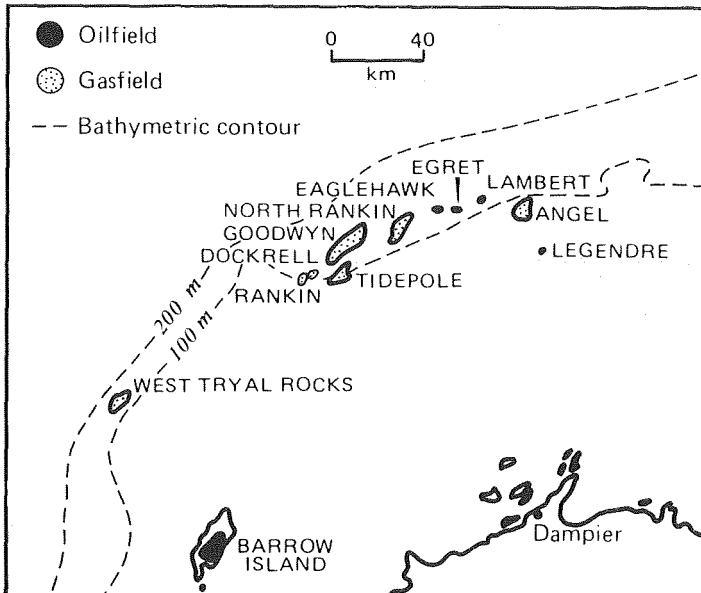 Oilfield
0 40
km
Gasfield
Bathymetric contour
EGRET
EAGLEHAWK
LAMBERT
NORTH RANKIN
ANGEL
GOODWYN
DOCKRELL
LEGENDRE
RANKIN
TIDEPOLE
200 m
100 m
WEST TRYAL ROCKS
Dampier
BARROW
ISLAND